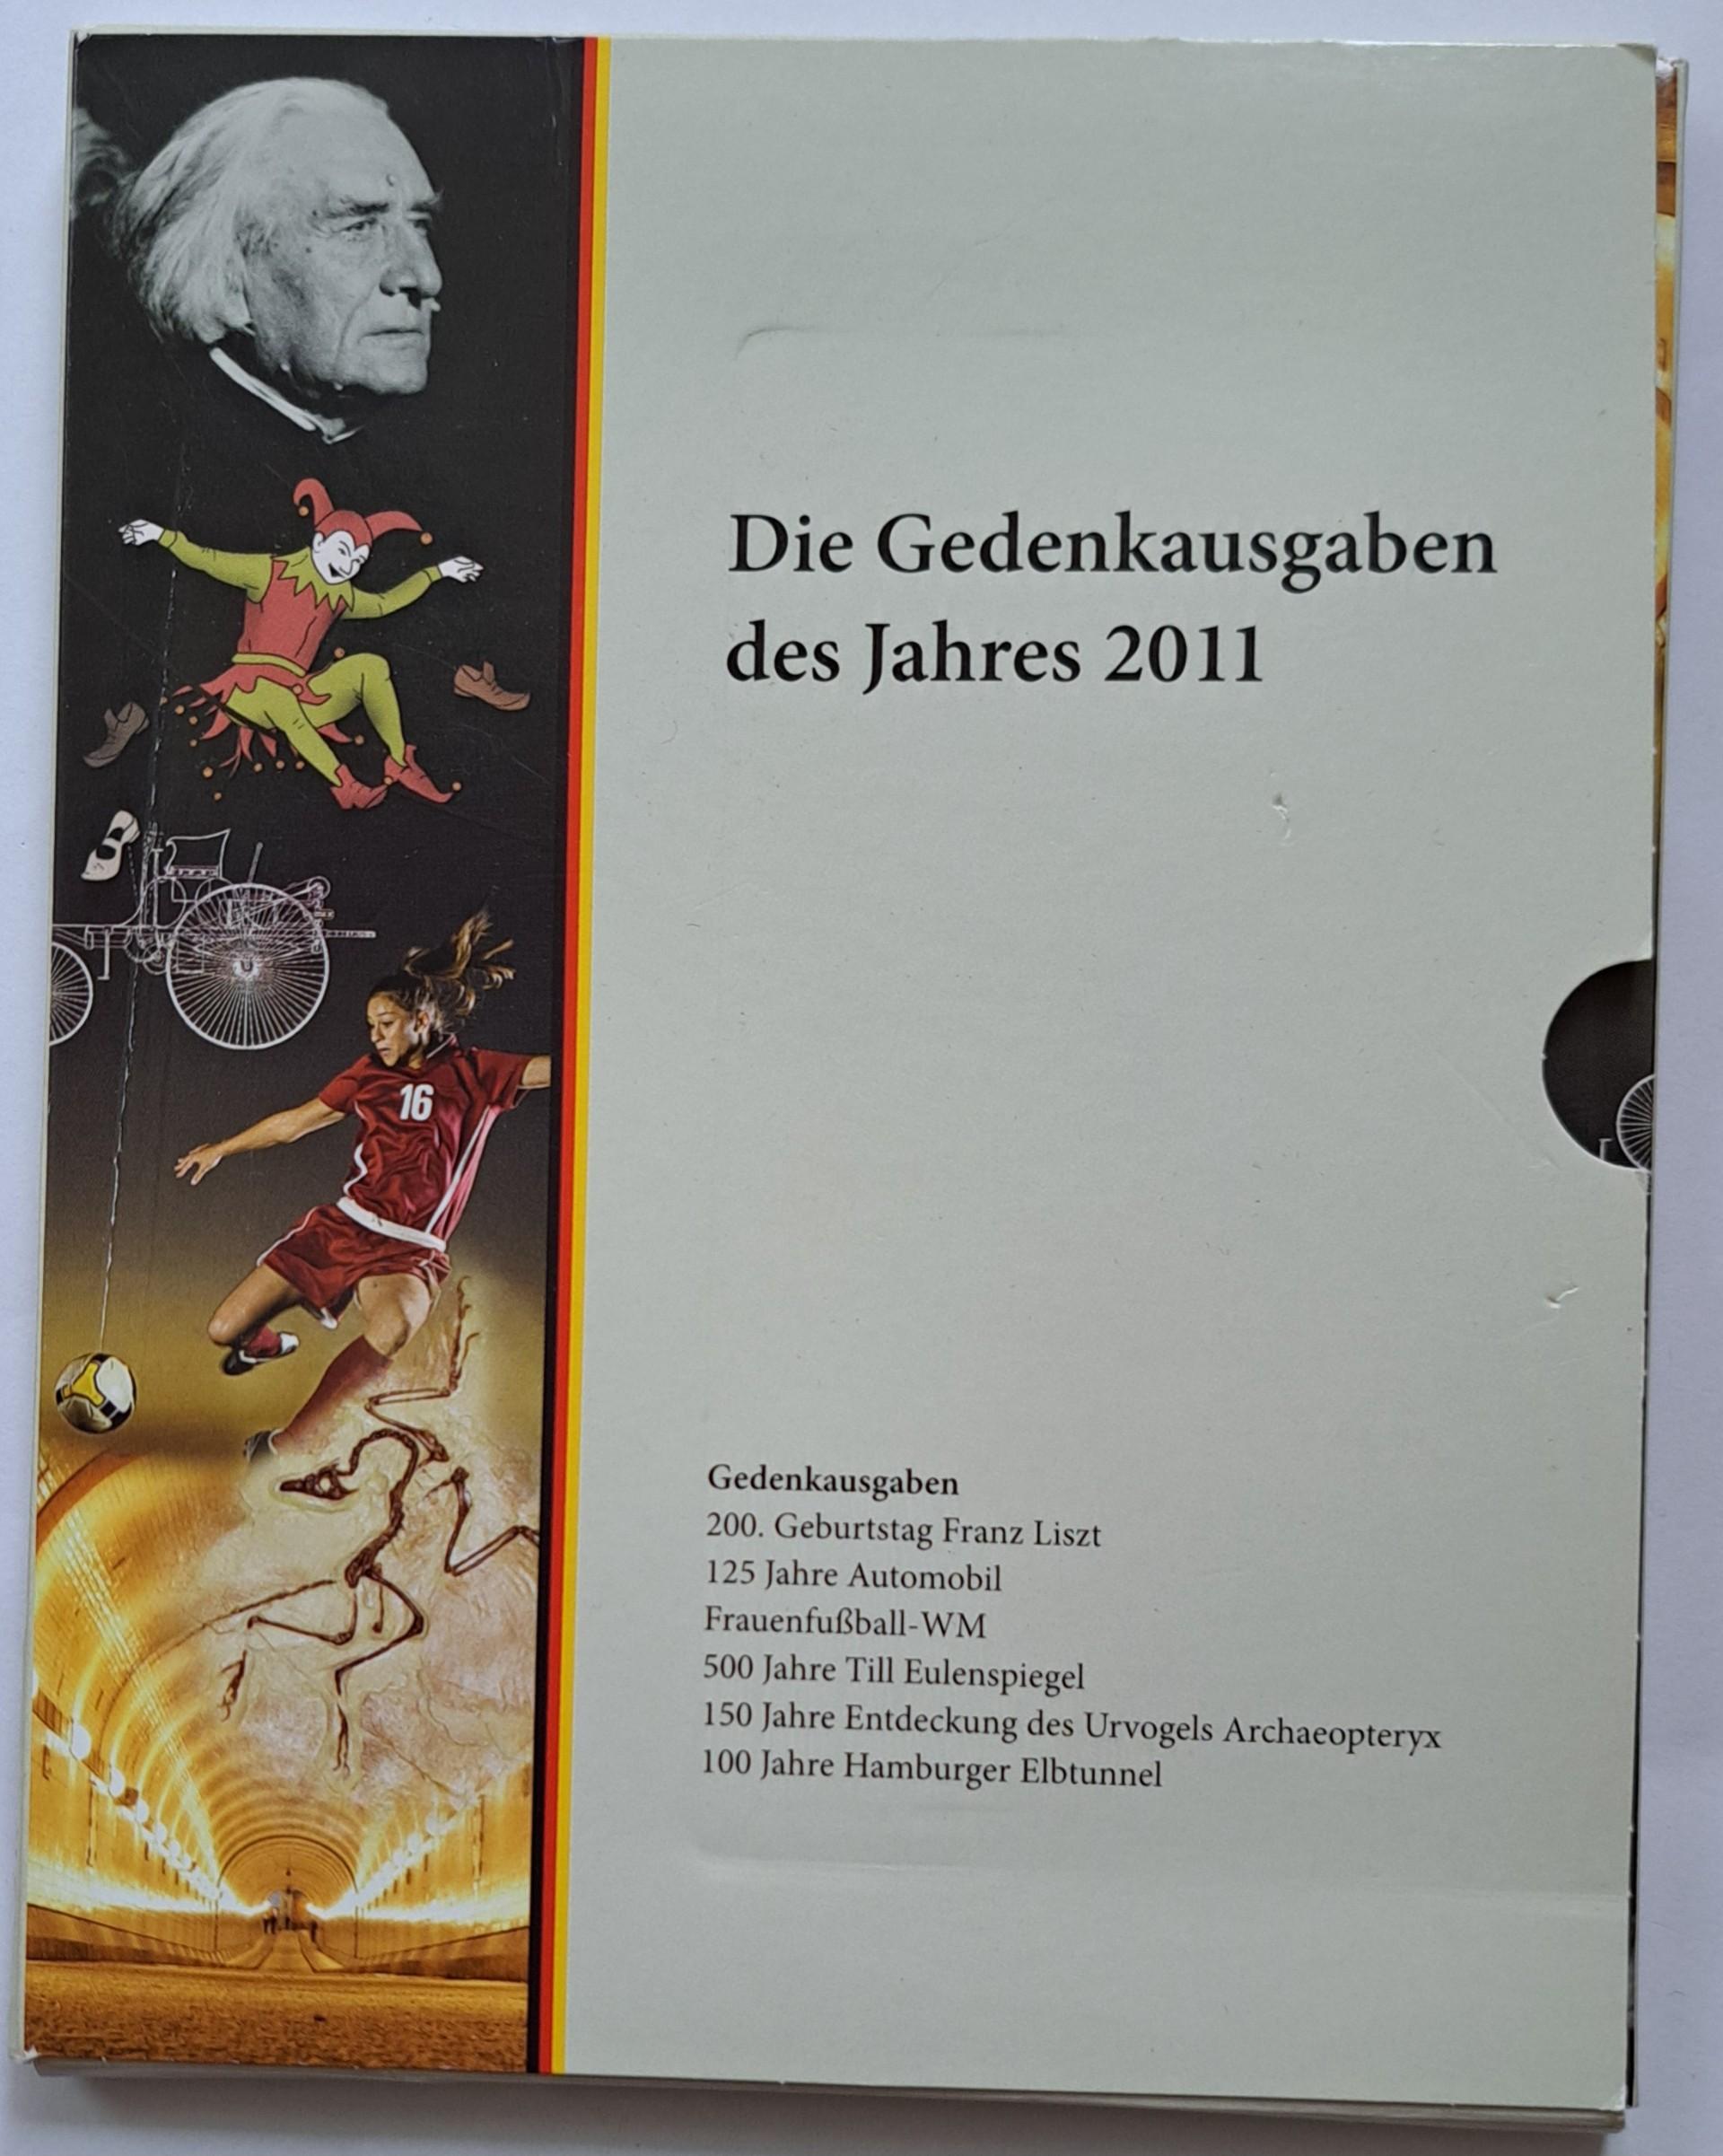 Die Gedenkausgaben
des Jahres 2011
16
Gedenkausgaben
200. Geburtstag Franz Liszt
125 Jahre Automobil
Frauenfußball-WM
500 Jahre Till Eulenspiegel
150 Jahre Entdeckung des Urvogels Archaeopteryx
100 Jahre Hamburger Elbtunnel